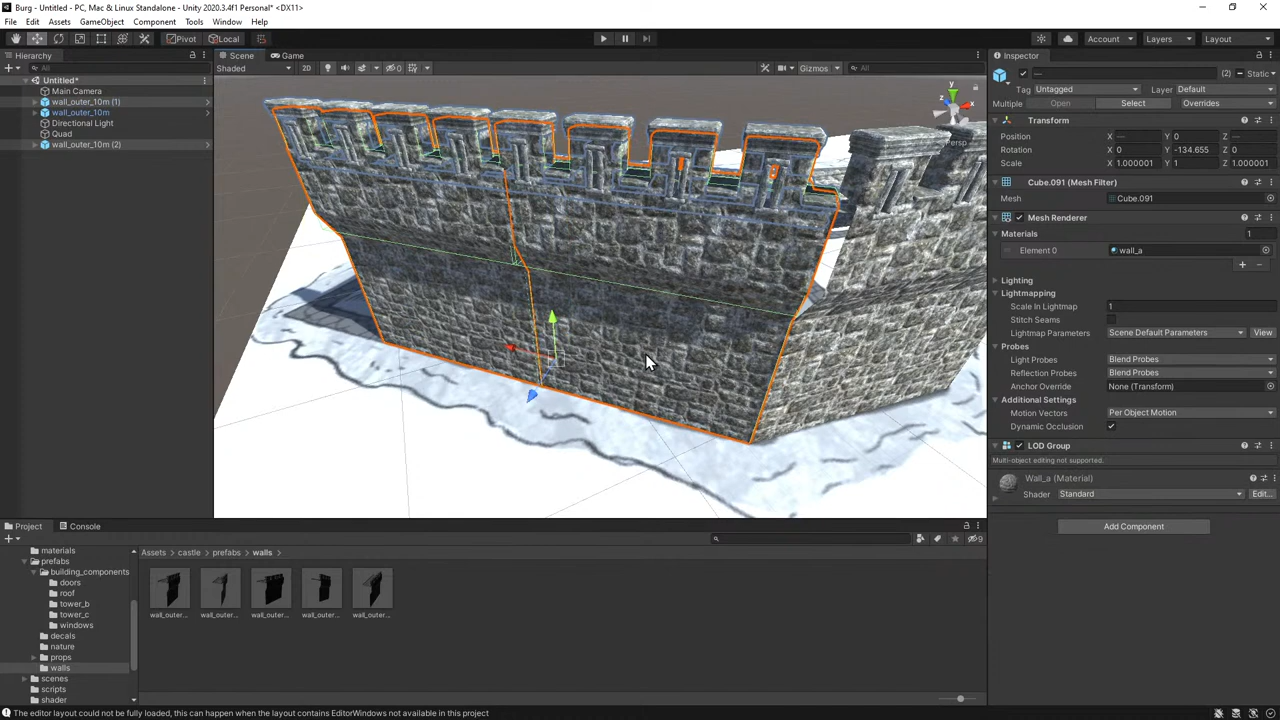 Burg - Untitled - PC, Mac & Linux Standalone - Unity 2020.3.4f1 Personal* <DX11>
File Edit Assets GameObject Component Tools Window Help
Pivot Local Account Layers Layout
Hierarchy
All
Untitled*
Main Camera
wall_outer_10m (1)
wall_outer_10m
Directional Light
Quad
wall_outer_10m (2)
Scene Game
Shaded 2D 0 Gizmos All
y
x
z
Persp
Inspector
— (2) Static
Tag Untagged Layer Default
Multiple Open Select Overrides
Transform
Position X — Y 0 Z —
Rotation X 0 Y -134.655 Z —
Scale X 1.000001 Y 1 Z 1.000001
Cube.091 (Mesh Filter)
Mesh Cube.091
Mesh Renderer
Materials 1
Element 0 wall_a
Lighting
Lightmapping
Scale In Lightmap 1
Stitch Seams
Lightmap Parameters Scene Default Parameters View
Probes
Light Probes Blend Probes
Reflection Probes Blend Probes
Anchor Override None (Transform)
Additional Settings
Motion Vectors Per Object Motion
Dynamic Occlusion
LOD Group
Multi-object editing not supported.
Wall_a (Material)
Shader Standard Edit...
Add Component
Project Console
9
materials
prefabs
building_components
doors
roof
tower_b
tower_c
windows
decals
nature
props
walls
scenes
scripts
shader
Assets > castle > prefabs > walls >
wall_outer... wall_outer... wall_outer... wall_outer... wall_outer...
The editor layout could not be fully loaded, this can happen when the layout contains EditorWindows not available in this project